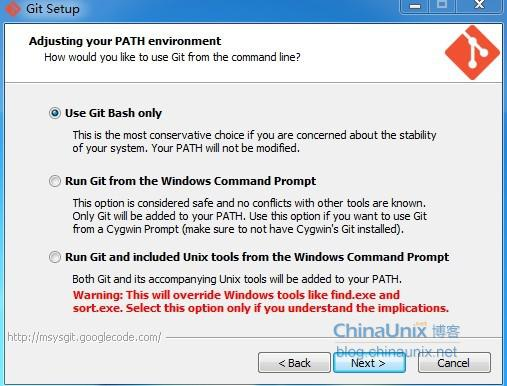 Git Setup
Adjusting your PATH environment
How would you like to use Git from the command line?
Use Git Bash only
This is the most conservative choice if you are concerned about the stability
of your system. Your PATH will not be modified.
Run Git from the Windows Command Prompt
This option is considered safe and no conflicts with other tools are known.
Only Git will be added to your PATH. Use this option if you want to use Git
from a Cygwin Prompt (make sure to not have Cygwin's Git installed).
Run Git and included Unix tools from the Windows Command Prompt
Both Git and its accompanying Unix tools will be added to your PATH.
Warning: This will override Windows tools like find.exe and
sort.exe. Select this option only if you understand the implications.
http://msysgit.googlecode.com/
ChinaUnix.net 博客
blog.chinaunix.net
< Back
Next >
Cancel